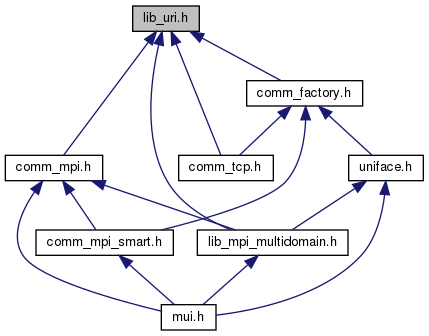 lib_uri.h
comm_factory.h
comm_mpi.h
comm_tcp.h
uniface.h
comm_mpi_smart.h
lib_mpi_multidomain.h
mui.h